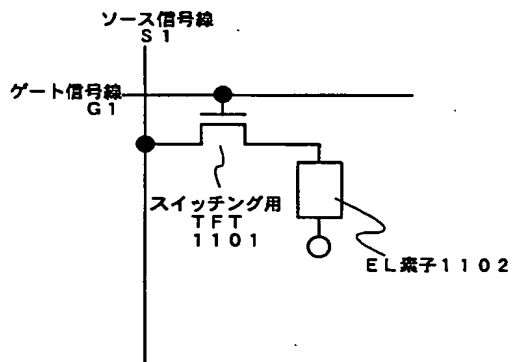 ソース信号線
S1
ゲート信号線
G1
スイッチング用
TFT
1101
EL素子1102